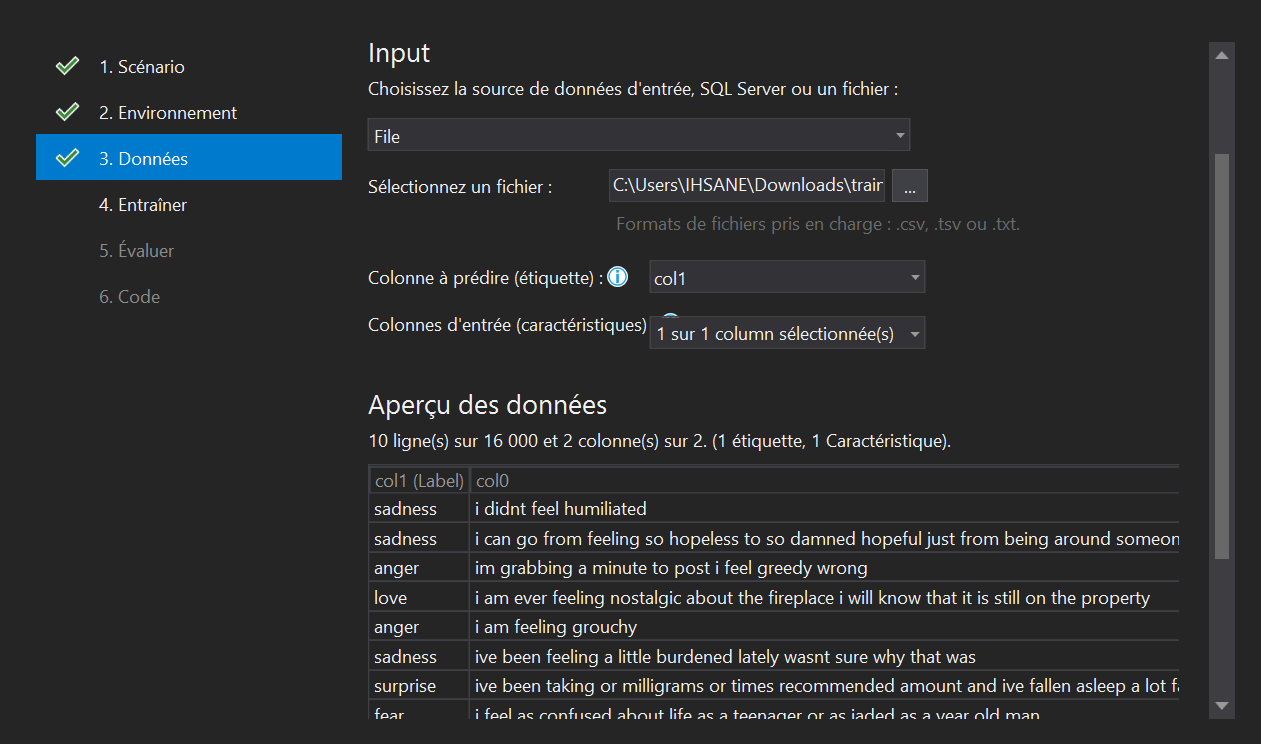 1. Scénario
2. Environnement
3. Données
4. Entraîner
5. Évaluer
6. Code
Input
Choisissez la source de données d'entrée, SQL Server ou un fichier :
File
Sélectionnez un fichier : C:\Users\IHSANE\Downloads\train ...
Formats de fichiers pris en charge : .csv, .tsv ou .txt.
Colonne à prédire (étiquette) : col1
Colonnes d'entrée (caractéristiques) 1 sur 1 column sélectionnée(s)
Aperçu des données
10 ligne(s) sur 16 000 et 2 colonne(s) sur 2. (1 étiquette, 1 Caractéristique).
col1 (Label) col0
sadness i didnt feel humiliated
sadness i can go from feeling so hopeless to so damned hopeful just from being around someon
anger im grabbing a minute to post i feel greedy wrong
love i am ever feeling nostalgic about the fireplace i will know that it is still on the property
anger i am feeling grouchy
sadness ive been feeling a little burdened lately wasnt sure why that was
surprise ive been taking or milligrams or times recommended amount and ive fallen asleep a lot fa
fear i feel as confused about life as a teenager or as jaded as a year old man